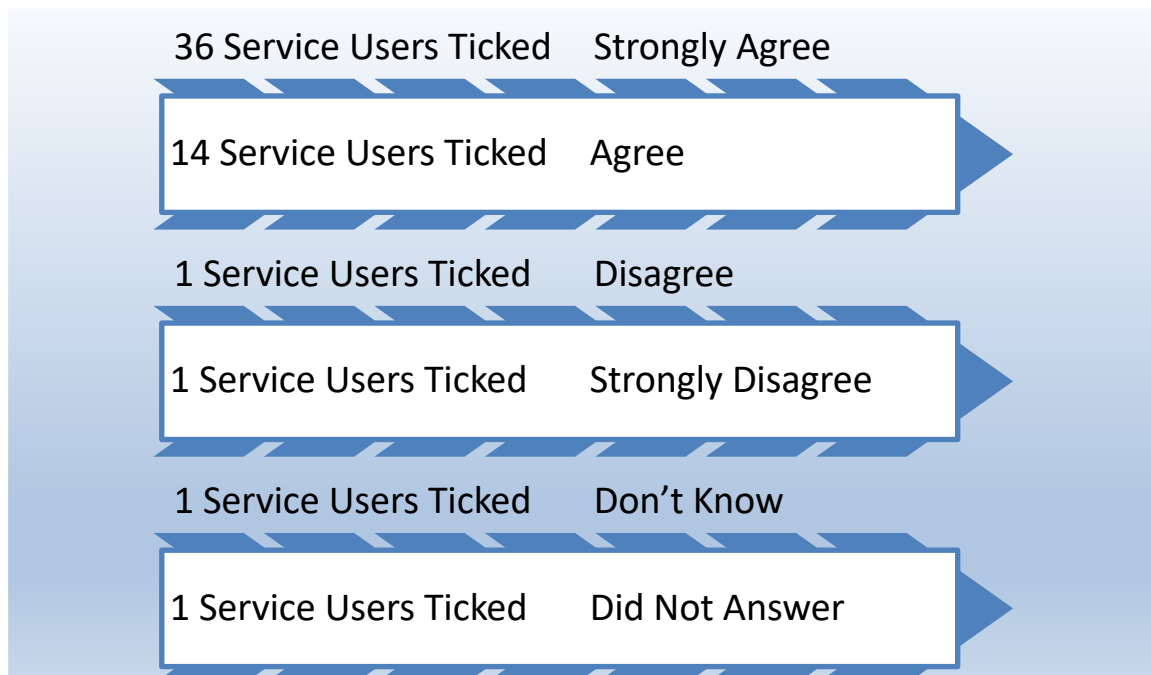 36 Service Users Ticked Strongly Agree
14 Service Users Ticked Agree
1 Service Users Ticked Disagree
1 Service Users Ticked Strongly Disagree
1 Service Users Ticked Don’t Know
1 Service Users Ticked Did Not Answer